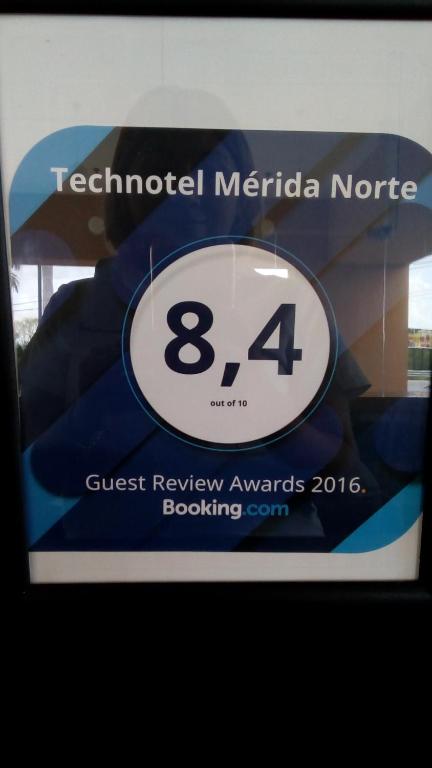 Technotel Mérida Norte
8,4
out of 10
Guest Review Awards 2016.
Booking.com